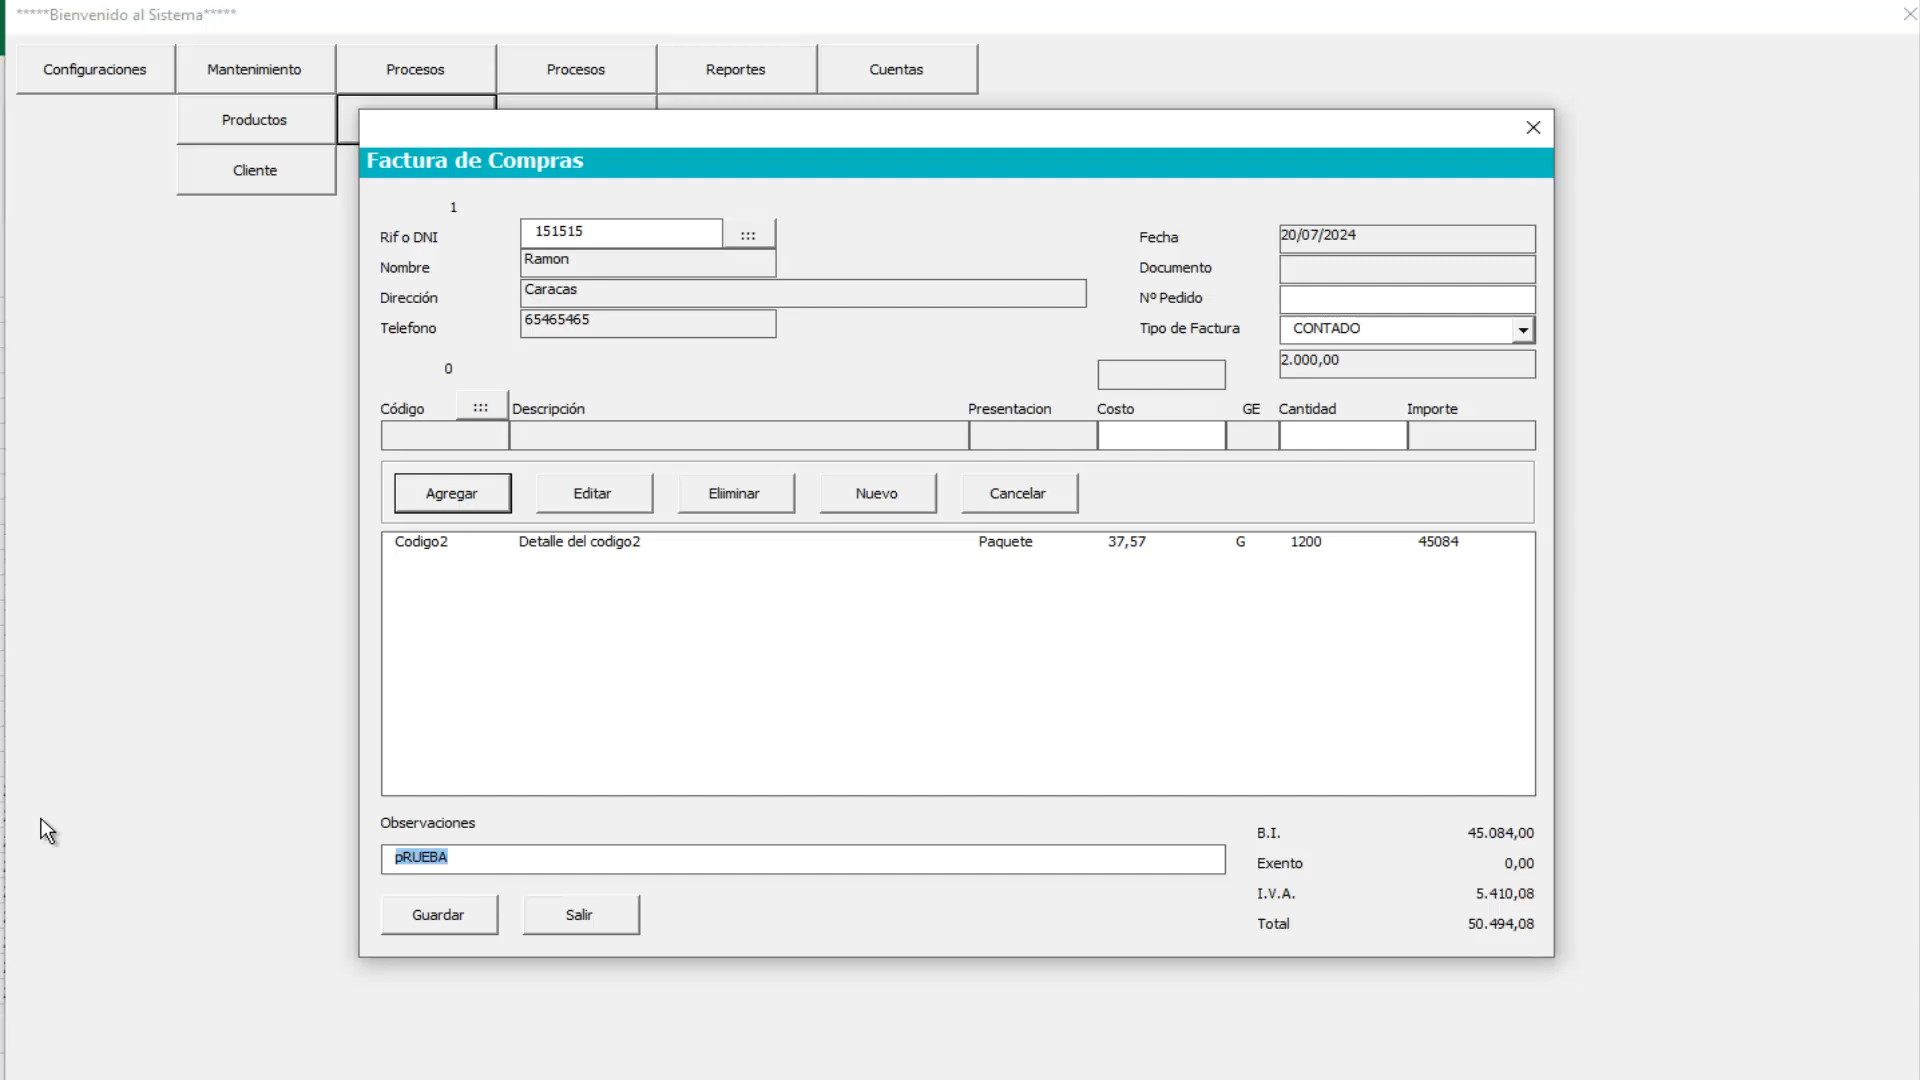 *****Bienvenido al Sistema*****
Configuraciones Mantenimiento Procesos Procesos Reportes Cuentas
Productos
Cliente
Factura de Compras
1
Rif o DNI 151515 ::: Fecha 20/07/2024
Nombre Ramon Documento
Dirección Caracas Nº Pedido
Telefono 65465465 Tipo de Factura CONTADO
0 2.000,00
Código ::: Descripción Presentacion Costo GE Cantidad Importe
Agregar Editar Eliminar Nuevo Cancelar
Codigo2 Detalle del codigo2 Paquete 37,57 G 1200 45084
Observaciones B.I. 45.084,00
pRUEBA Exento 0,00
I.V.A. 5.410,08
Guardar Salir Total 50.494,08